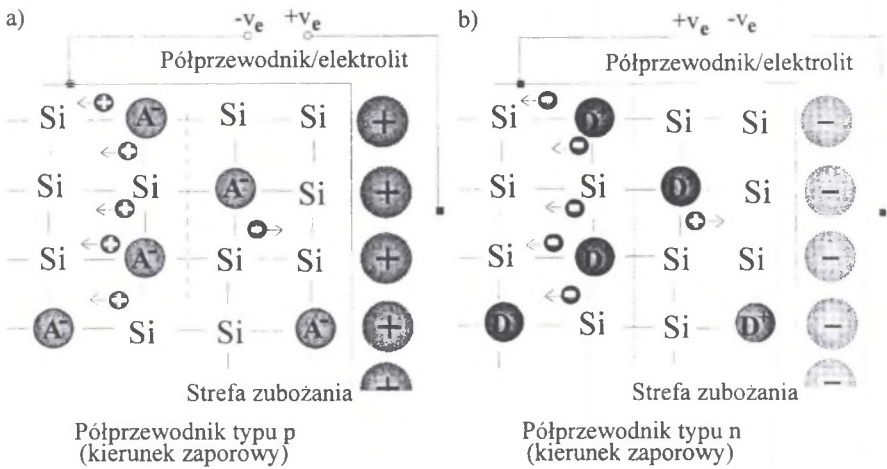 a) -vₑ +vₑ
Półprzewodnik/elektrolit
Si + A⁻ Si Si +
+
Si Si A⁻ Si +
+ -
Si + A⁻ Si Si +
+
A⁻ Si Si A⁻ +
+
Strefa zubożania
Półprzewodnik typu p
(kierunek zaporowy)
b) +vₑ -vₑ
Półprzewodnik/elektrolit
Si - D Si Si -
-
Si Si D Si -
- +
Si - D Si Si -
-
D Si Si D⁺ -
-
Strefa zubożania
Półprzewodnik typu n
(kierunek zaporowy)